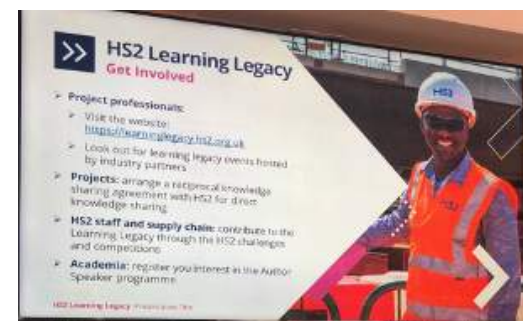 HS2 Learning Legacy
Get Involved
Project professionals:
Visit the website:
https://learninglegacy.hs2.org.uk
Look out for learning legacy events hosted
by industry partners
Projects: arrange a reciprocal knowledge
sharing agreement with HS2 for direct
knowledge sharing
HS2 staff and supply chain: contribute to the
Learning Legacy through the HS2 challenges
and competitions
Academia: register you interest in the Author
Speaker programme
HS2 Learning Legacy Presentation Title
HS2